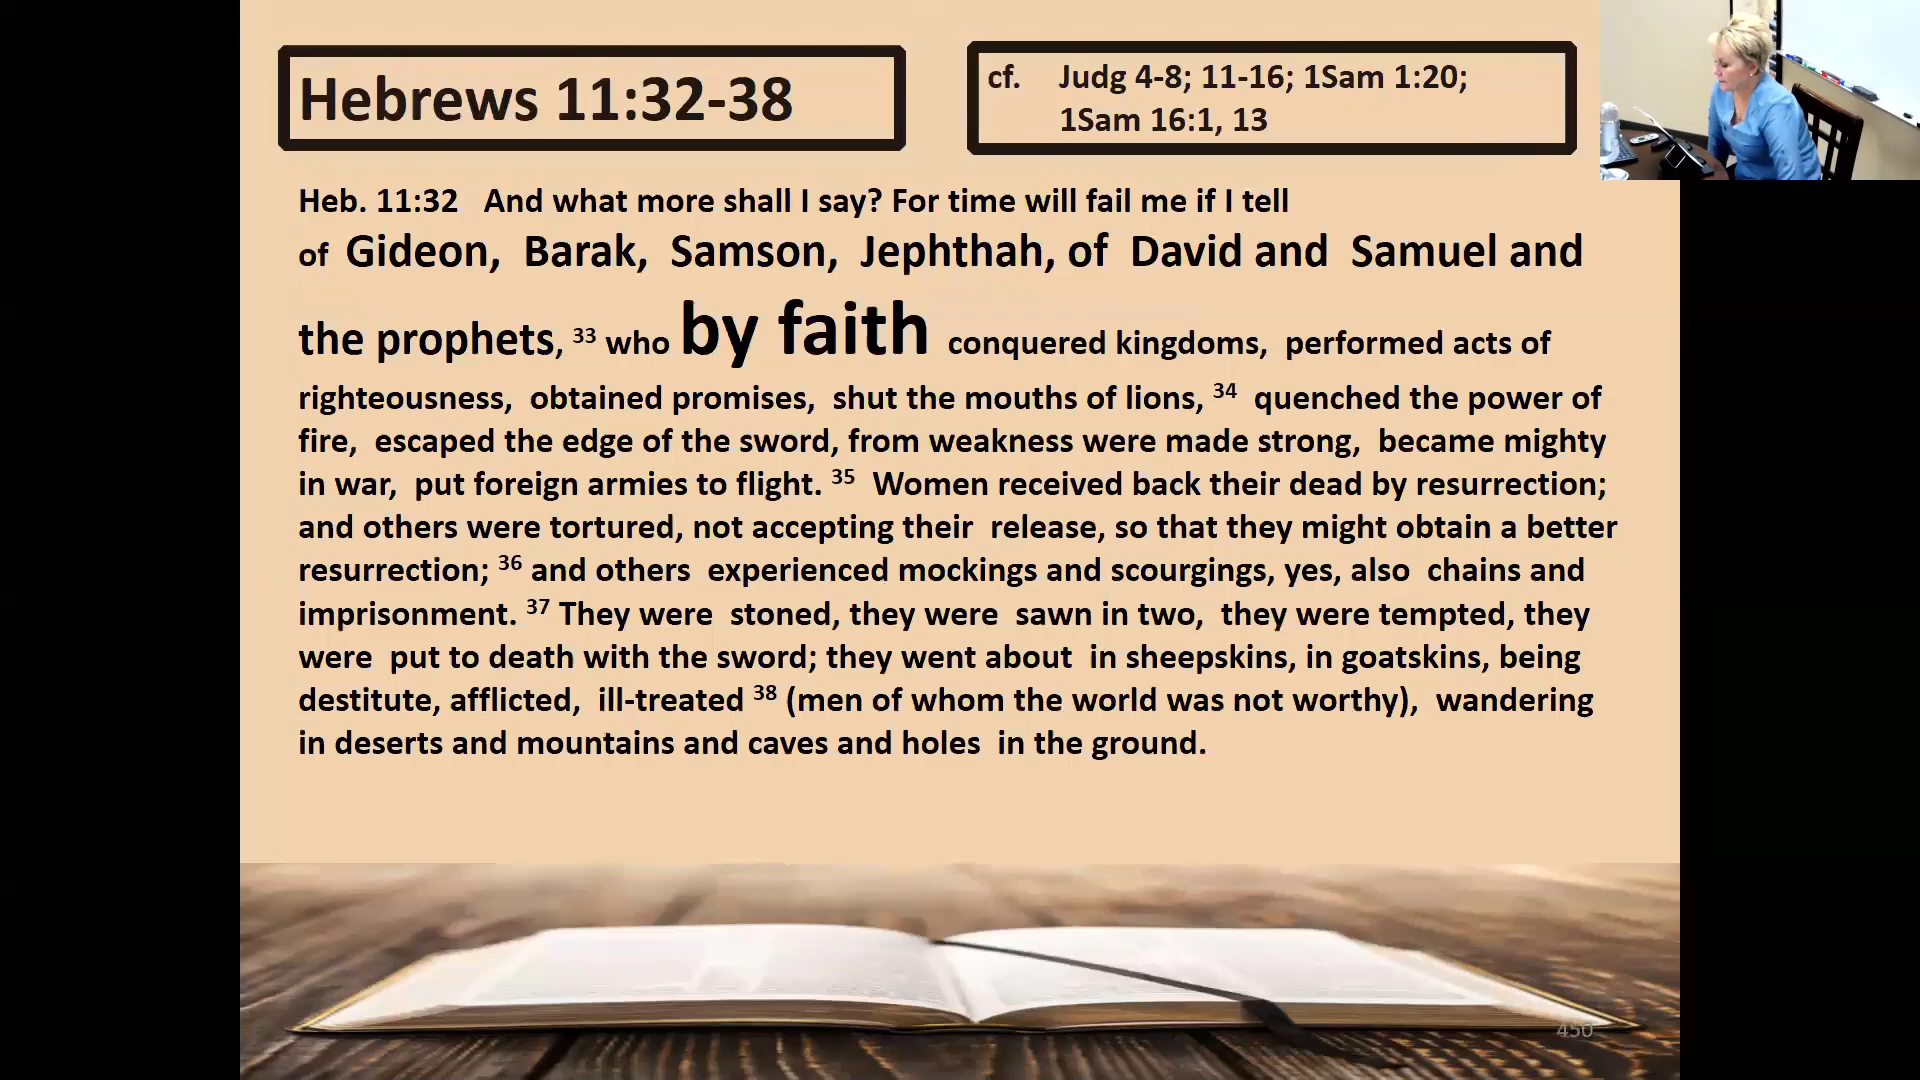 Hebrews 11:32-38
cf. Judg 4-8; 11-16; 1Sam 1:20;
1Sam 16:1, 13
Heb. 11:32 And what more shall I say? For time will fail me if I tell
of Gideon, Barak, Samson, Jephthah, of David and Samuel and
the prophets, 33 who by faith conquered kingdoms, performed acts of
righteousness, obtained promises, shut the mouths of lions, 34 quenched the power of
fire, escaped the edge of the sword, from weakness were made strong, became mighty
in war, put foreign armies to flight. 35 Women received back their dead by resurrection;
and others were tortured, not accepting their release, so that they might obtain a better
resurrection; 36 and others experienced mockings and scourgings, yes, also chains and
imprisonment. 37 They were stoned, they were sawn in two, they were tempted, they
were put to death with the sword; they went about in sheepskins, in goatskins, being
destitute, afflicted, ill-treated 38 (men of whom the world was not worthy), wandering
in deserts and mountains and caves and holes in the ground.
450